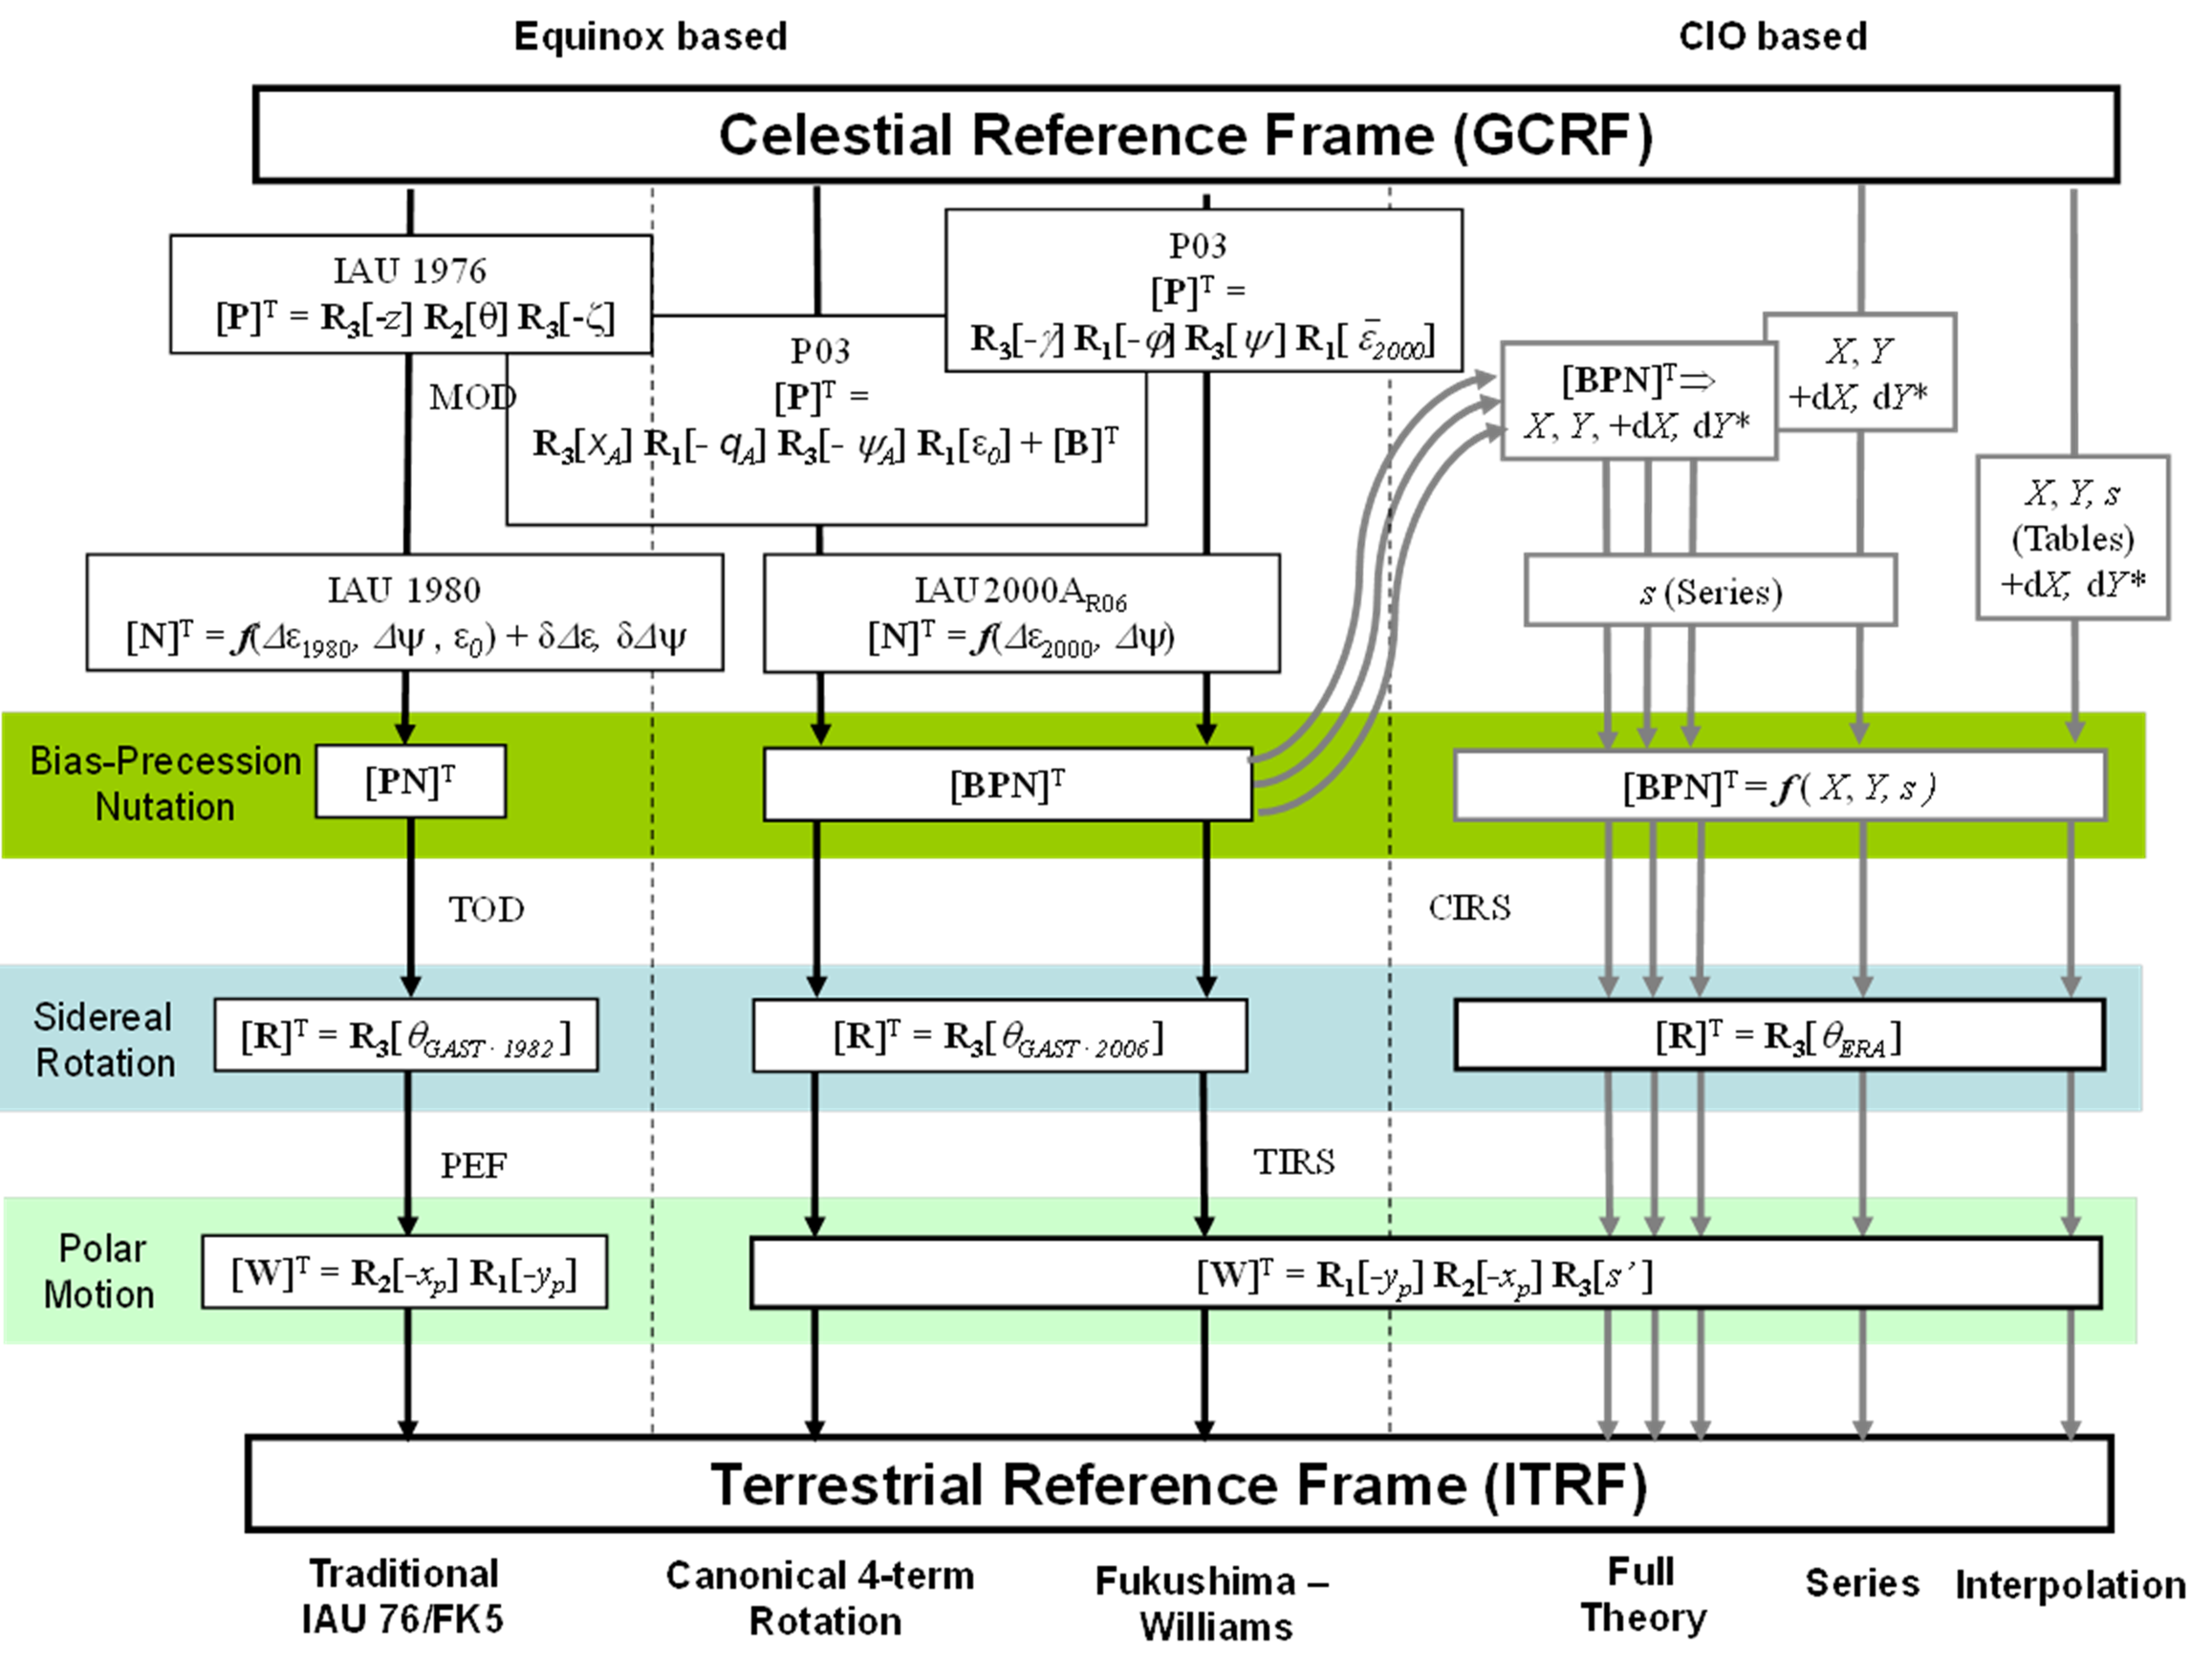 Equinox based
CIO based
Celestial Reference Frame (GCRF)
IAU 1976
[P]ᵀ = R₃[-z] R₂[θ] R₃[-ζ]
MOD
P03
[P]ᵀ =
R₃[χ_A] R₁[- q_A] R₃[- ψ_A] R₁[ε₀] + [B]ᵀ
P03
[P]ᵀ =
R₃[-γ] R₁[-φ] R₃[ψ] R₁[ ε̄₂₀₀₀]
[BPN]ᵀ⇒
X, Y, +dX, dY*
X, Y
+dX, dY*
X, Y, s
(Tables)
+dX, dY*
s (Series)
IAU 1980
[N]ᵀ = f(Δε₁₉₈₀, Δψ , ε₀) + δΔε, δΔψ
IAU2000A_R06
[N]ᵀ = f(Δε₂₀₀₀, Δψ)
Bias-Precession
Nutation
[PN]ᵀ
[BPN]ᵀ
[BPN]ᵀ = f( X, Y, s )
TOD
CIRS
Sidereal
Rotation
[R]ᵀ = R₃[θ_GAST · 1982]
[R]ᵀ = R₃[θ_GAST · 2006]
[R]ᵀ = R₃[θ_ERA]
PEF
TIRS
Polar
Motion
[W]ᵀ = R₂[-x_p] R₁[-y_p]
[W]ᵀ = R₁[-y_p] R₂[-x_p] R₃[s’]
Terrestrial Reference Frame (ITRF)
Traditional
IAU 76/FK5
Canonical 4-term
Rotation
Fukushima –
Williams
Full
Theory
Series
Interpolation